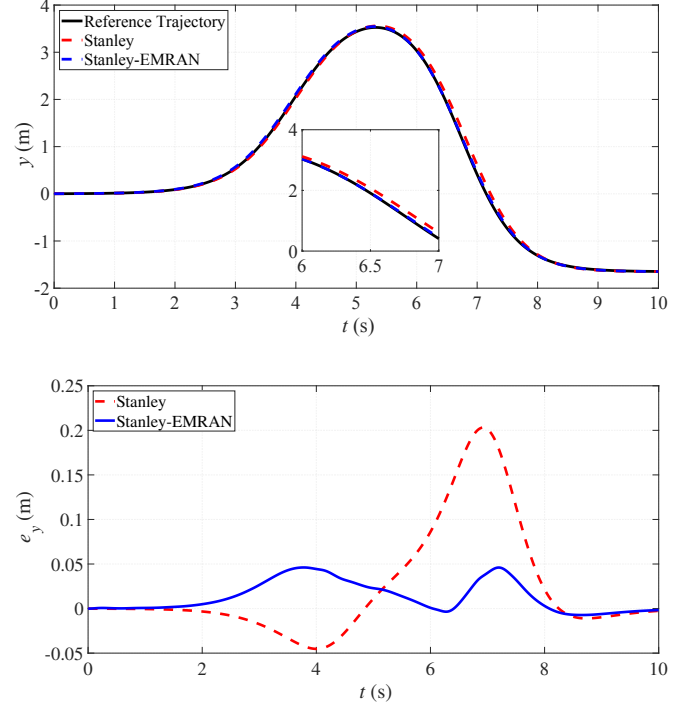 4
3
2
1
0
-1
-2
y (m)
Reference Trajectory
Stanley
Stanley-EMRAN
4
2
0
6 6.5 7
0 1 2 3 4 5 6 7 8 9 10
t (s)
0.25
0.2
0.15
0.1
0.05
0
-0.05
e_y (m)
Stanley
Stanley-EMRAN
0 2 4 6 8 10
t (s)